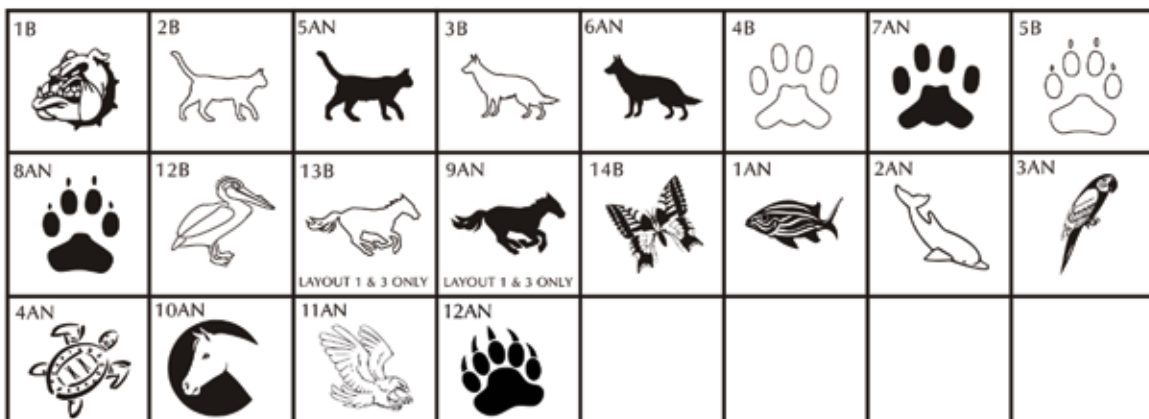 1B
2B
5AN
3B
6AN
4B
7AN
5B
8AN
12B
13B
LAYOUT 1 & 3 ONLY
9AN
LAYOUT 1 & 3 ONLY
14B
1AN
2AN
3AN
4AN
10AN
11AN
12AN